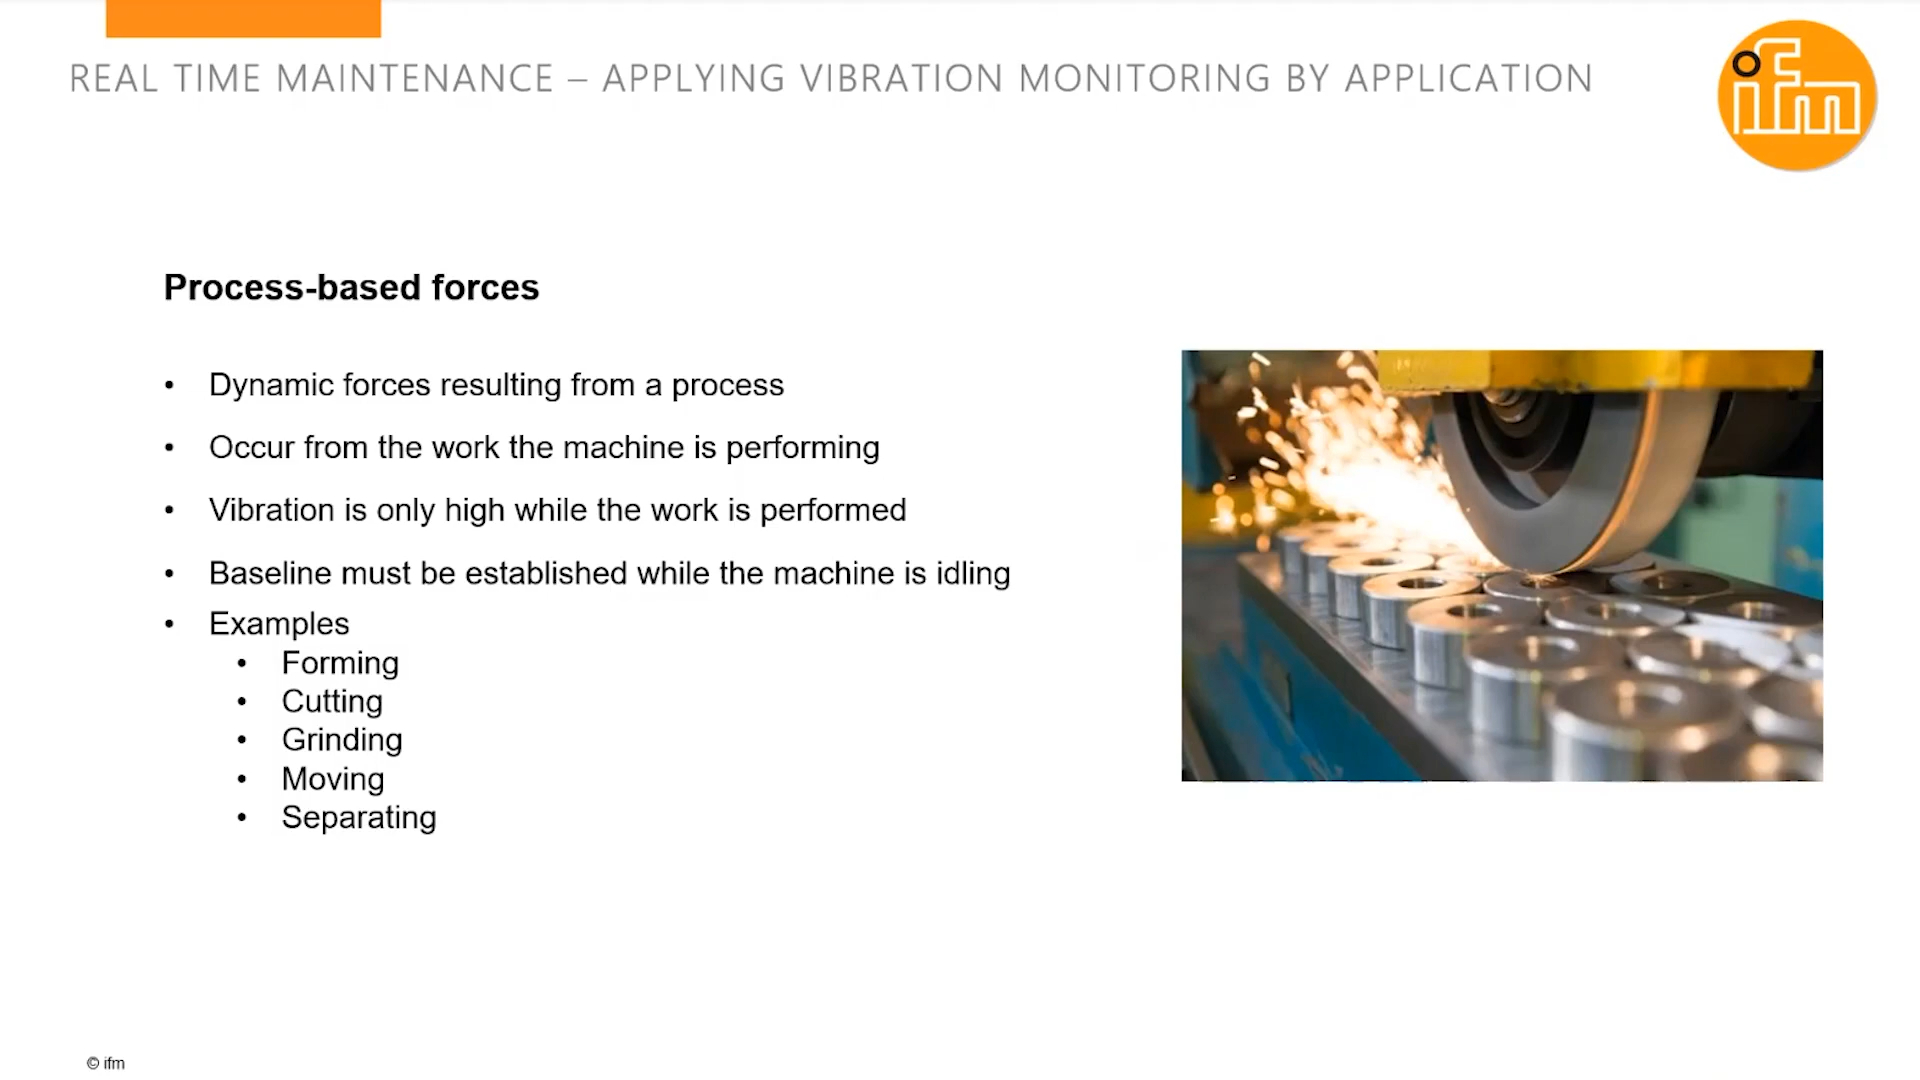 REAL TIME MAINTENANCE – APPLYING VIBRATION MONITORING BY APPLICATION
ifm
Process-based forces
• Dynamic forces resulting from a process
• Occur from the work the machine is performing
• Vibration is only high while the work is performed
• Baseline must be established while the machine is idling
• Examples
• Forming
• Cutting
• Grinding
• Moving
• Separating
© ifm